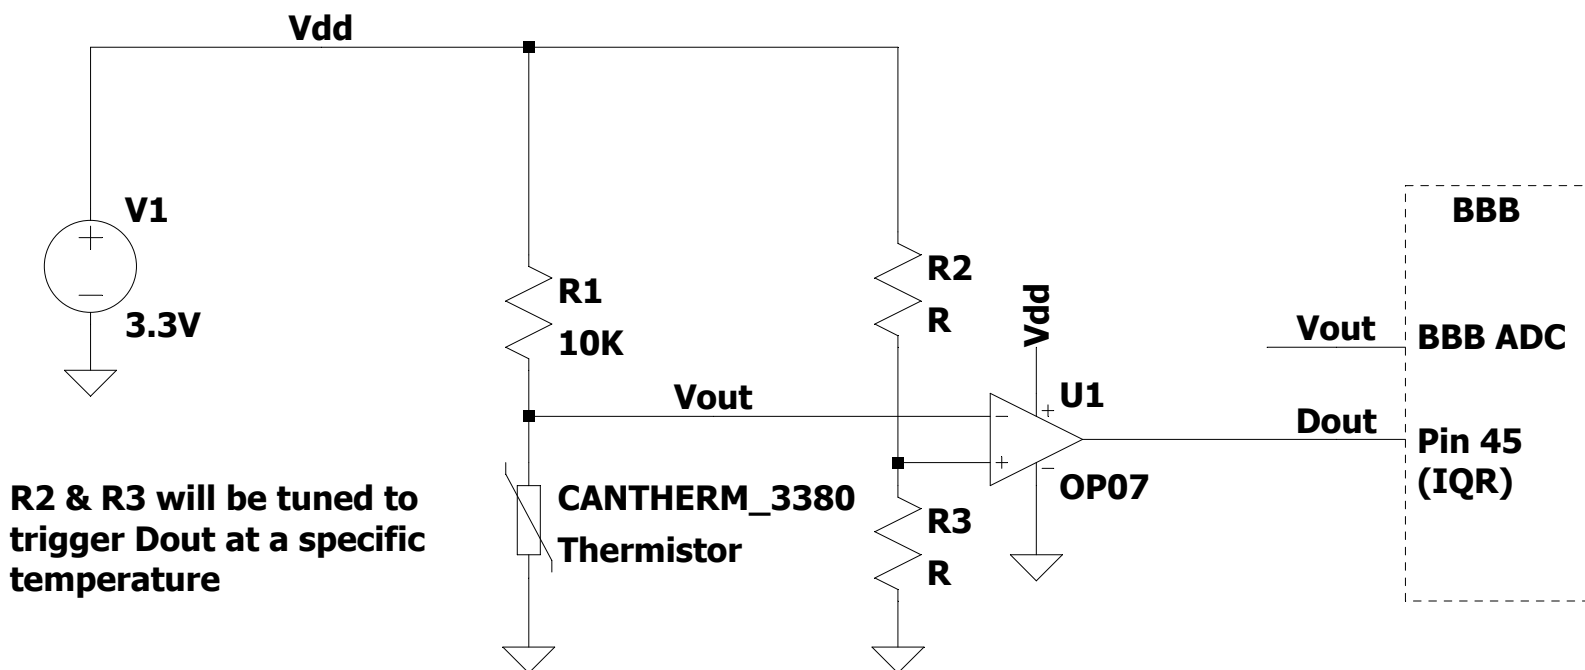 Vdd
V1
3.3V
R1
10K
R2
R
Vdd
BBB
Vout
BBB ADC
Vout
U1
Dout
Pin 45
(IQR)
OP07
R2 & R3 will be tuned to
trigger Dout at a specific
temperature
CANTHERM_3380
Thermistor
R3
R